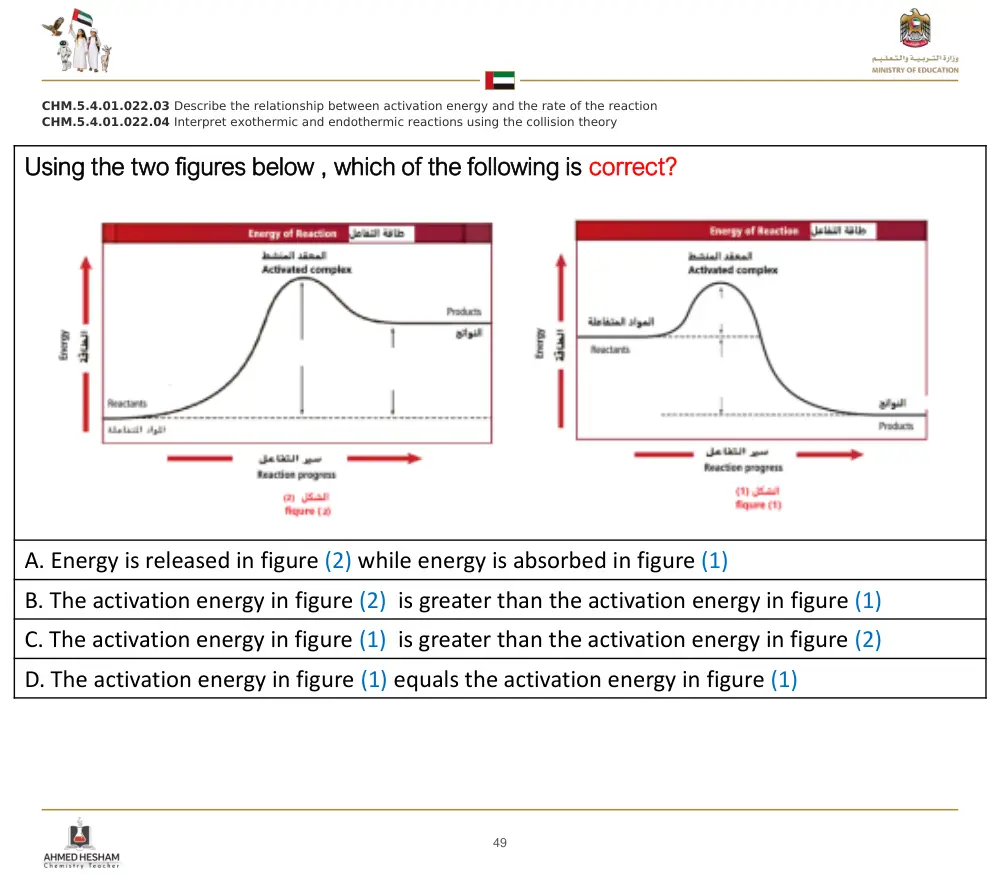 وزارة التربية والتعليم
MINISTRY OF EDUCATION
CHM.5.4.01.022.03 Describe the relationship between activation energy and the rate of the reaction
CHM.5.4.01.022.04 Interpret exothermic and endothermic reactions using the collision theory
Using the two figures below , which of the following is correct?
Energy of Reaction طاقة التفاعل
المعقد المنشط
Activated complex
Products
النواتج
Energy
الطاقة
Reactants
المواد المتفاعلة
سير التفاعل
Reaction progress
الشكل (2)
fiqure (2)
Energy of Reaction طاقة التفاعل
المعقد المنشط
Activated complex
المواد المتفاعلة
Reactants
Energy
الطاقة
النواتج
Products
سير التفاعل
Reaction progress
الشكل (1)
fiqure (1)
A. Energy is released in figure (2) while energy is absorbed in figure (1)
B. The activation energy in figure (2) is greater than the activation energy in figure (1)
C. The activation energy in figure (1) is greater than the activation energy in figure (2)
D. The activation energy in figure (1) equals the activation energy in figure (1)
AHMED HESHAM
Chemistry Teacher
49